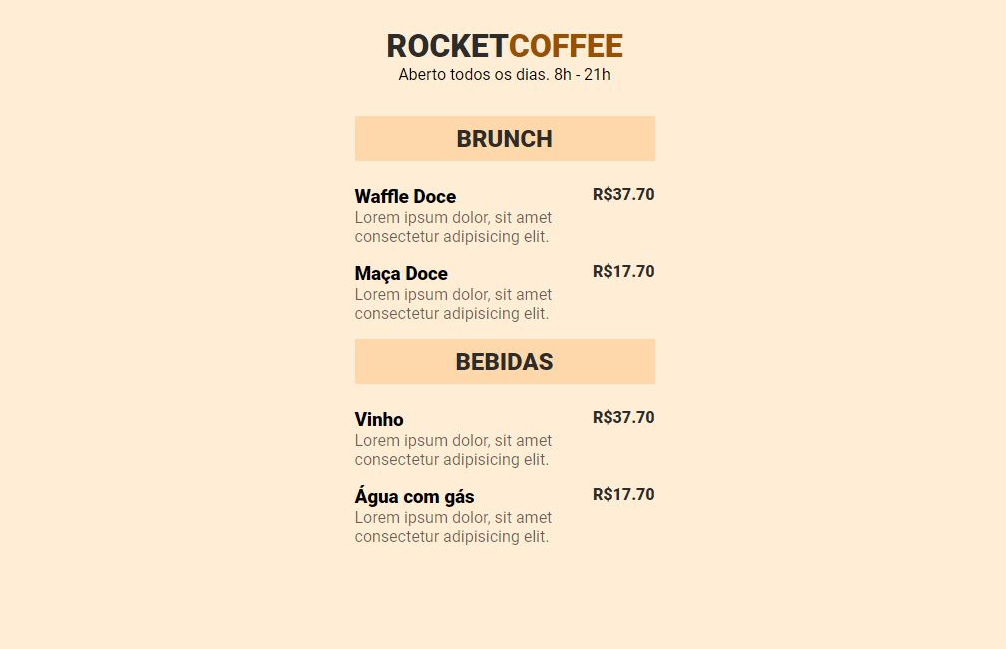 ROCKETCOFFEE
Aberto todos os dias. 8h - 21h
BRUNCH
Waffle Doce R$37.70
Lorem ipsum dolor, sit amet
consectetur adipisicing elit.
Maça Doce R$17.70
Lorem ipsum dolor, sit amet
consectetur adipisicing elit.
BEBIDAS
Vinho R$37.70
Lorem ipsum dolor, sit amet
consectetur adipisicing elit.
Água com gás R$17.70
Lorem ipsum dolor, sit amet
consectetur adipisicing elit.